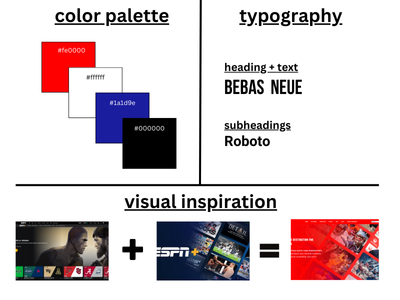 color palette
#fe0000
#ffffff
#1a1d9e
#000000
typography
heading + text
BEBAS NEUE
subheadings
Roboto
visual inspiration
ESPN+